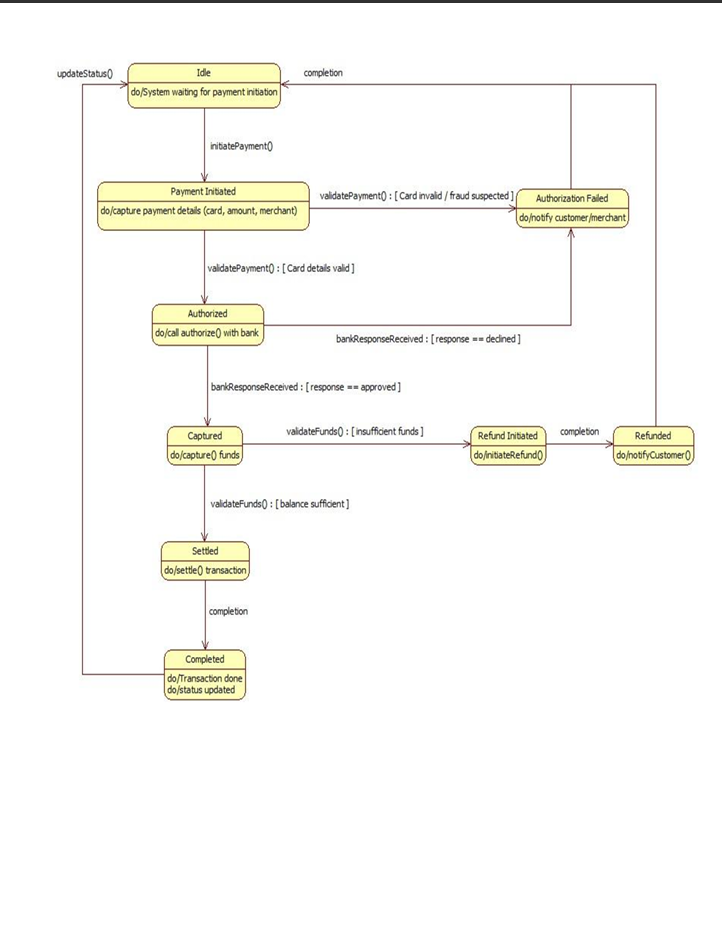 updateStatus()
Idle
completion
do/System waiting for payment initiation
initiatePayment()
Payment Initiated
do/capture payment details (card, amount, merchant)
validatePayment() : [ Card invalid / fraud suspected ]
Authorization Failed
do/notify customer/merchant
validatePayment() : [ Card details valid ]
Authorized
do/call authorize() with bank
bankResponseReceived : [ response == declined ]
bankResponseReceived : [ response == approved ]
Captured
do/capture() funds
validateFunds() : [ insufficient funds ]
Refund Initiated
do/initiateRefund()
completion
Refunded
do/notifyCustomer()
validateFunds() : [ balance sufficient ]
Settled
do/settle() transaction
completion
Completed
do/Transaction done
do/status updated